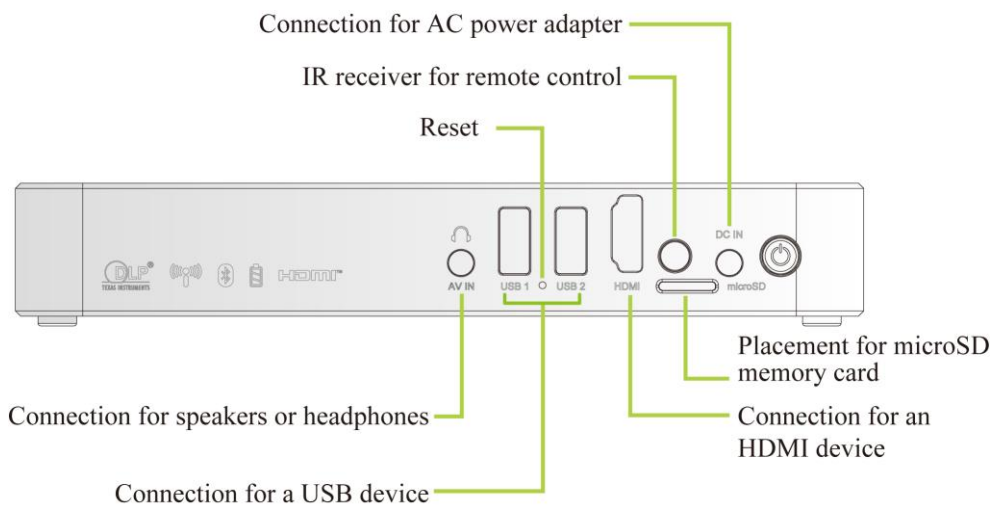 Connection for AC power adapter
IR receiver for remote control
Reset
DC IN
DLP®
TEXAS INSTRUMENTS
HDMI™
AV IN
USB 1
USB 2
HDMI
microSD
Placement for microSD
memory card
Connection for speakers or headphones
Connection for an
HDMI device
Connection for a USB device